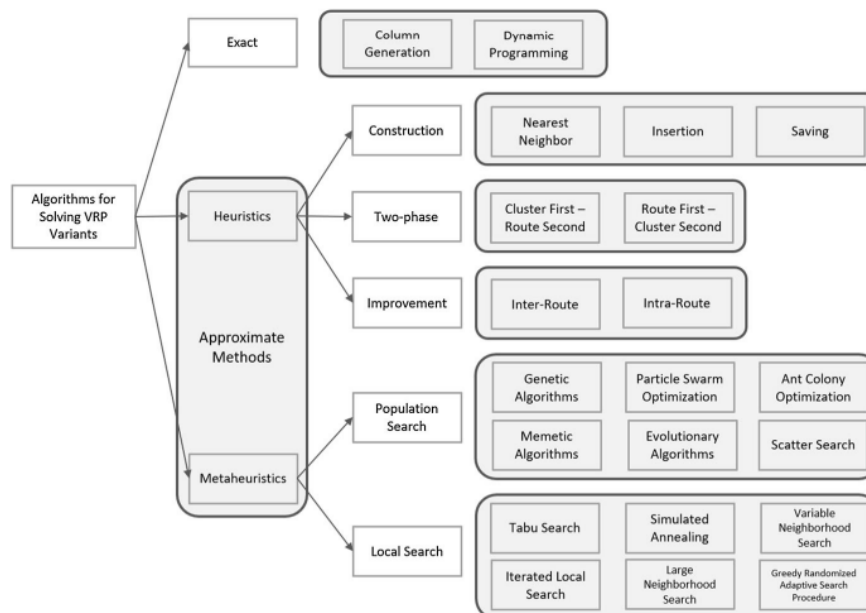 Exact
Column
Generation
Dynamic
Programming
Construction
Nearest
Neighbor
Insertion
Saving
Algorithms for
Solving VRP
Variants
Heuristics
Two-phase
Cluster First –
Route Second
Route First –
Cluster Second
Improvement
Inter-Route
Intra-Route
Approximate
Methods
Population
Search
Genetic
Algorithms
Particle Swarm
Optimization
Ant Colony
Optimization
Memetic
Algorithms
Evolutionary
Algorithms
Scatter Search
Metaheuristics
Local Search
Tabu Search
Simulated
Annealing
Variable
Neighborhood
Search
Iterated Local
Search
Large
Neighborhood
Search
Greedy Randomized
Adaptive Search
Procedure